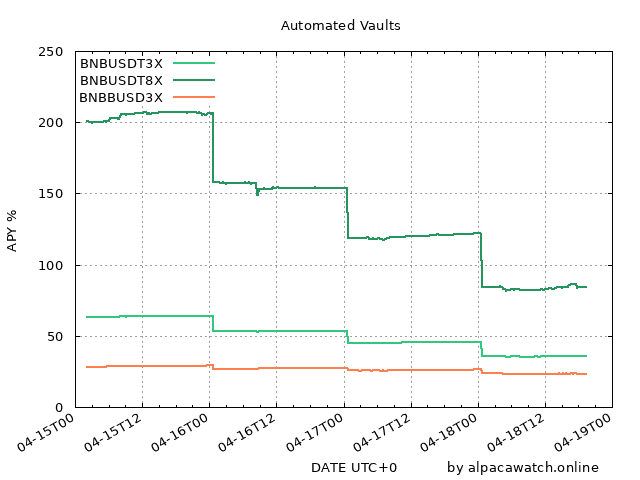 Automated Vaults
BNBUSDT3X
BNBUSDT8X
BNBBUSD3X
250
200
150
100
50
0
APY %
04-15T00
04-15T12
04-16T00
04-16T12
04-17T00
04-17T12
04-18T00
04-18T12
04-19T00
DATE UTC+0
by alpacawatch.online